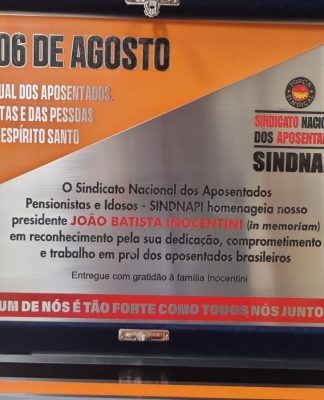 06 DE AGOSTO
UAL DOS APOSENTADOS,
TAS E DAS PESSOAS
ESPÍRITO SANTO
FORÇA
SINDICAL
SINDICATO NACIO
DOS APOSENTA
SINDNA
O Sindicato Nacional dos Aposentados
Pensionistas e Idosos - SINDNAPI homenageia nosso
presidente JOÃO BATISTA INOCENTINI (in memoriam)
em reconhecimento pela sua dedicação, comprometimento
e trabalho em prol dos aposentados brasileiros
Entregue com gratidão à família Inocentini
UM DE NÓS É TÃO FORTE COMO TODOS NÓS JUNTO